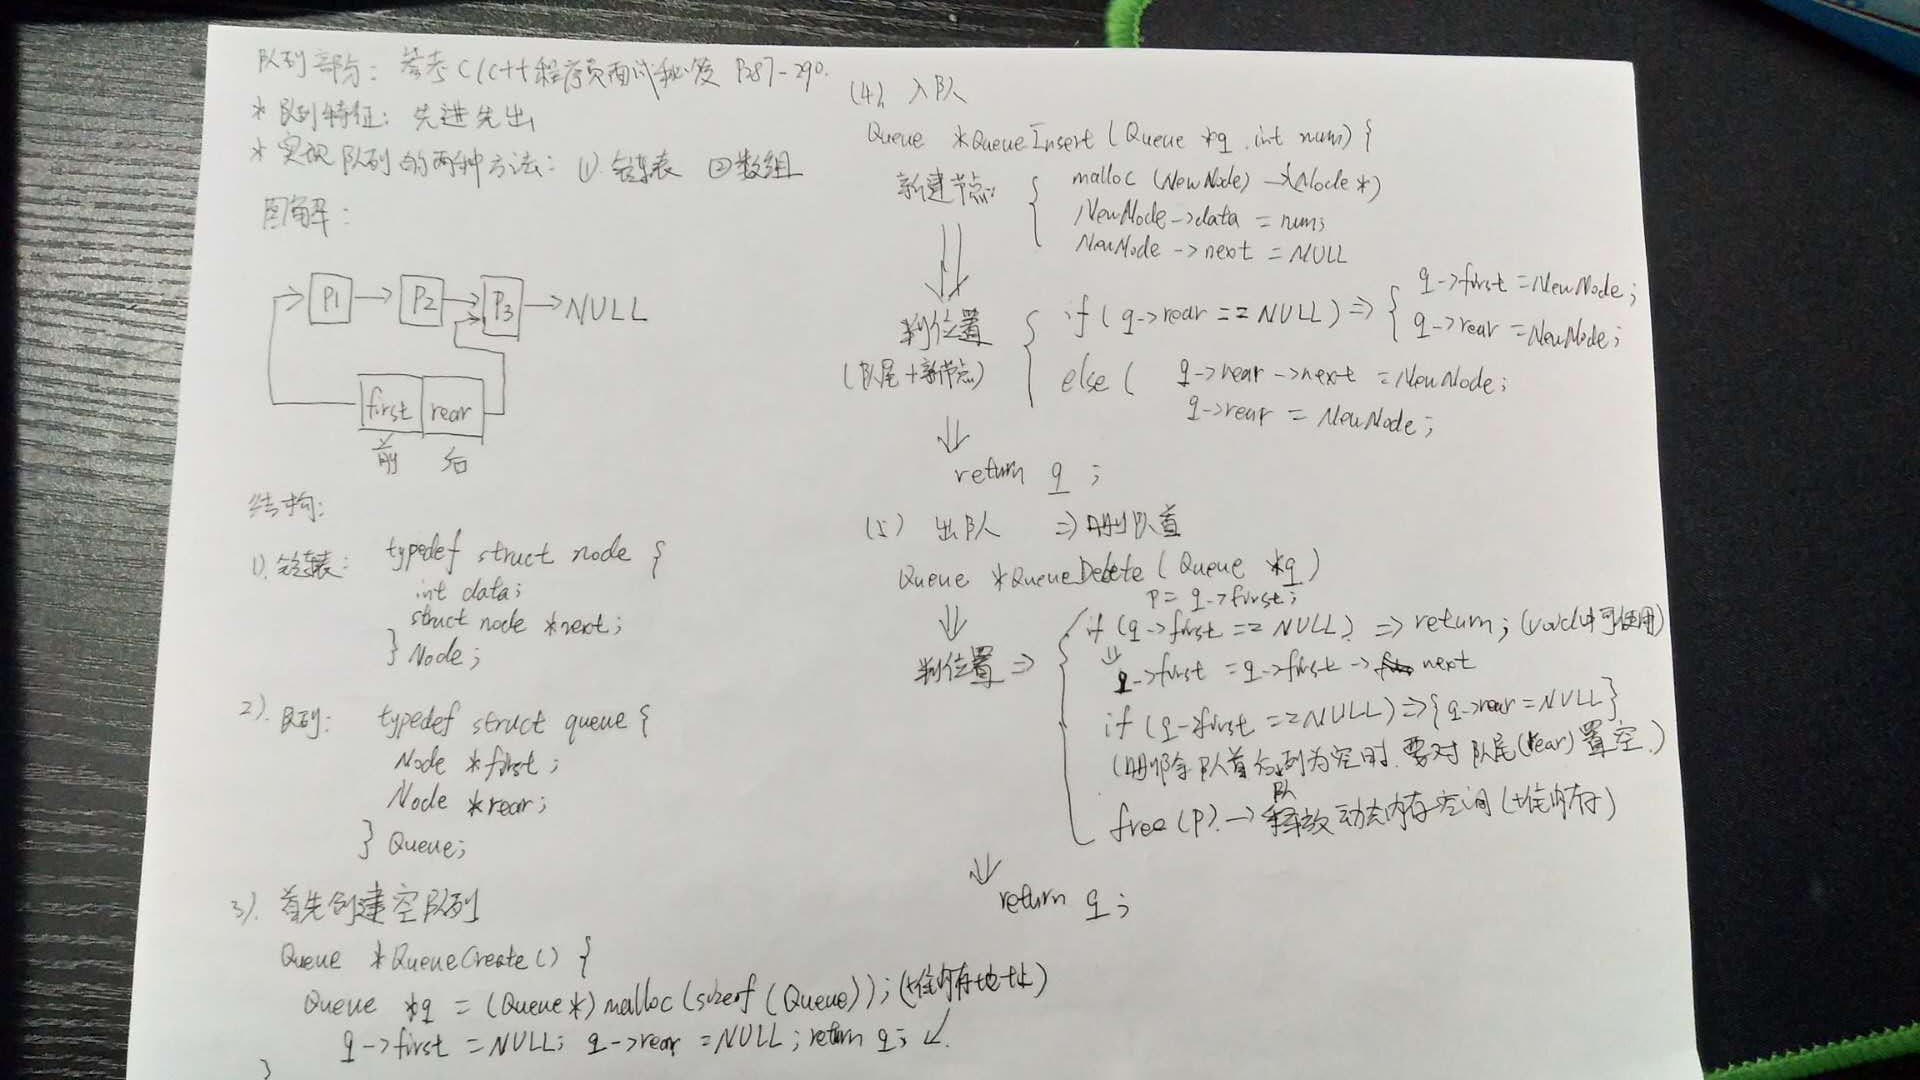 队列部分: 参考 C/C++程序员面试秘笈 P287-290.
* 队列特征: 先进先出
* 实现队列的两种方法: ①链表 ②数组
图解:
P1 → P2 → P3 → NULL
first rear
前 后
结构:
1). 链表: typedef struct node {
int data;
struct node *next;
} Node;
2). 队列: typedef struct queue {
Node *first;
Node *rear;
} Queue;
3). 首先创建空队列
Queue *QueueCreate() {
Queue *q = (Queue*) malloc (sizeof (Queue)); (堆内存地址)
q->first = NULL; q->rear = NULL; return q;
}
(4). 入队
Queue *QueueInsert (Queue *q, int num) {
新建节点: { malloc (NewNode) → (Node *)
NewNode->data = num;
NewNode->next = NULL
判位置
(队尾+新节点)
if (q->rear == NULL) => { q->first = NewNode;
q->rear = NewNode;
else ( q->rear->next = NewNode;
q->rear = NewNode;
return q;
(5) 出队 => 删队首
Queue *QueueDelete (Queue *q)
P = q->first;
判位置 => { if (q->first == NULL) => return; (void中可使用)
q->first = q->first->next
if (q->first == NULL) => {q->rear = NULL}
(删除队首后队列为空时, 要对队尾(rear)置空.)
free (P). → 释放动态内存空间 (堆内存)
return q;